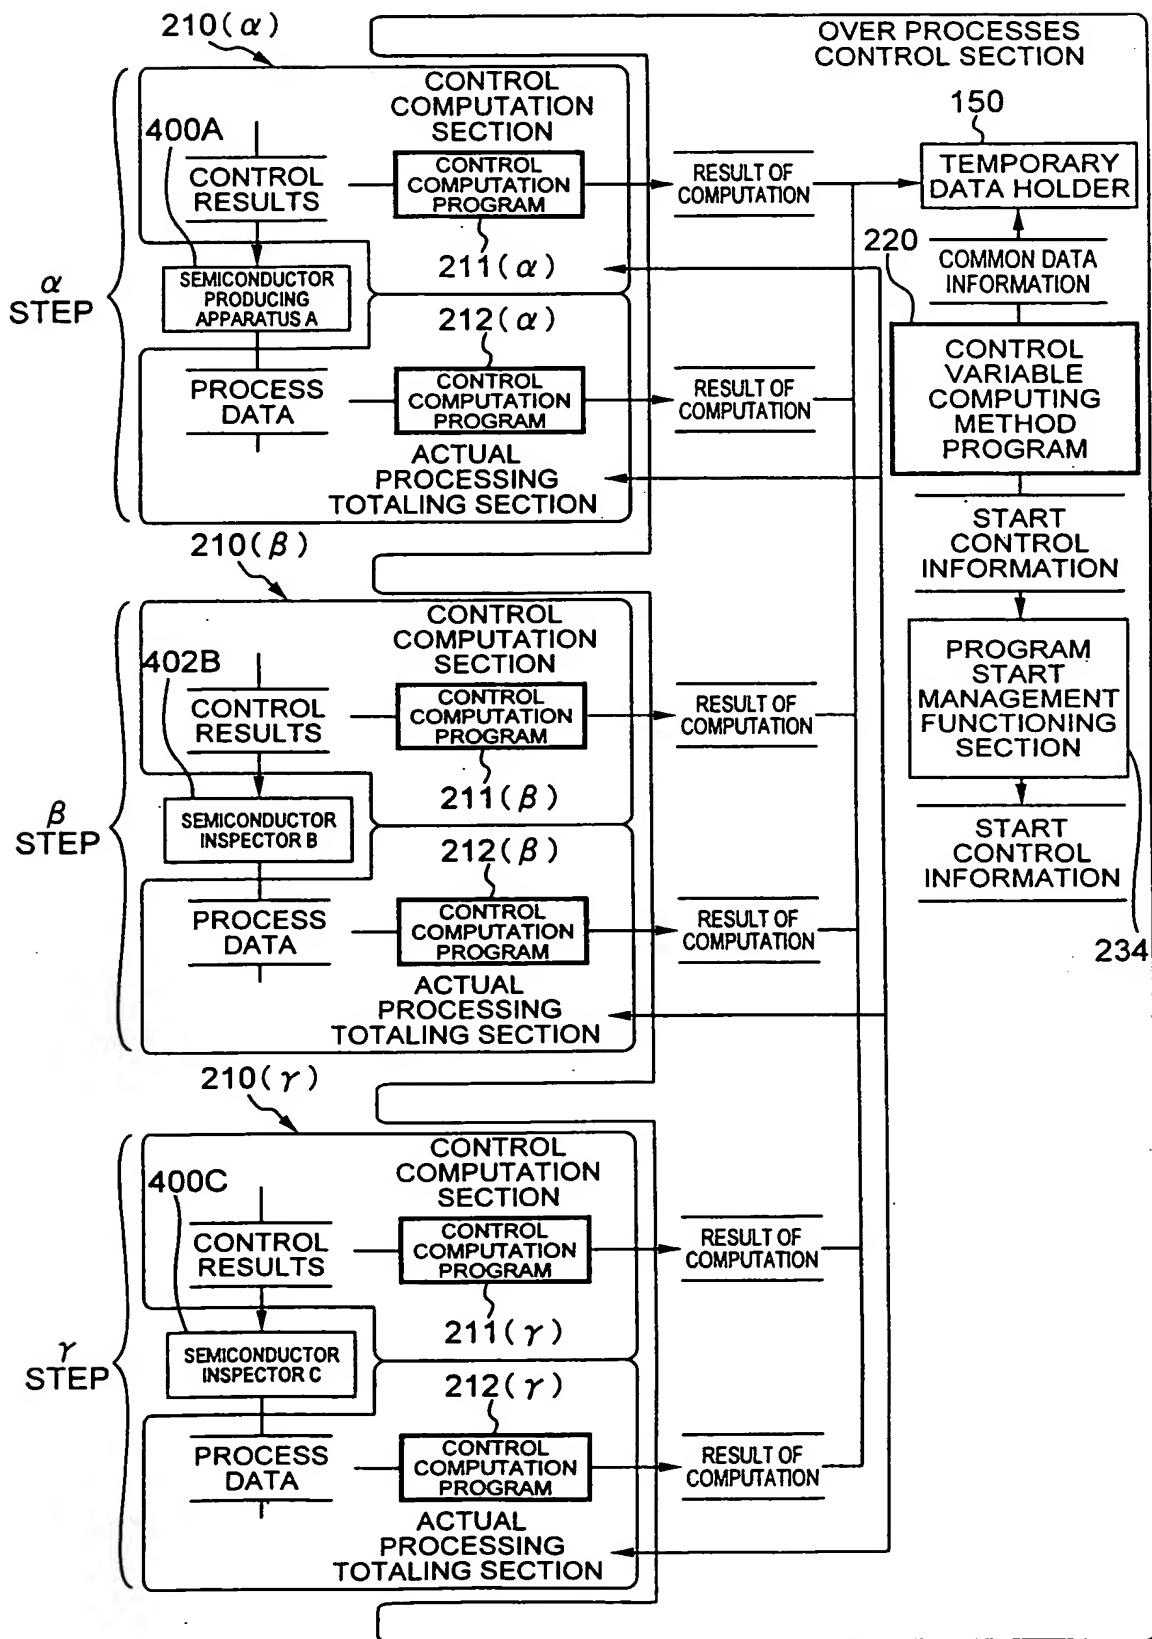 210(α)
OVER PROCESSES
CONTROL SECTION
CONTROL
COMPUTATION
SECTION
400A
150
CONTROL
RESULTS
CONTROL
COMPUTATION
PROGRAM
RESULT OF
COMPUTATION
TEMPORARY
DATA HOLDER
220
211(α)
COMMON DATA
INFORMATION
α
STEP
SEMICONDUCTOR
PRODUCING
APPARATUS A
212(α)
CONTROL
VARIABLE
COMPUTING
METHOD
PROGRAM
PROCESS
DATA
CONTROL
COMPUTATION
PROGRAM
RESULT OF
COMPUTATION
ACTUAL
PROCESSING
TOTALING SECTION
START
CONTROL
INFORMATION
210(β)
CONTROL
COMPUTATION
SECTION
402B
PROGRAM
START
MANAGEMENT
FUNCTIONING
SECTION
CONTROL
RESULTS
CONTROL
COMPUTATION
PROGRAM
RESULT OF
COMPUTATION
211(β)
β
STEP
SEMICONDUCTOR
INSPECTOR B
START
CONTROL
INFORMATION
212(β)
PROCESS
DATA
CONTROL
COMPUTATION
PROGRAM
RESULT OF
COMPUTATION
234
ACTUAL
PROCESSING
TOTALING SECTION
210(γ)
CONTROL
COMPUTATION
SECTION
400C
CONTROL
RESULTS
CONTROL
COMPUTATION
PROGRAM
RESULT OF
COMPUTATION
211(γ)
γ
STEP
SEMICONDUCTOR
INSPECTOR C
212(γ)
PROCESS
DATA
CONTROL
COMPUTATION
PROGRAM
RESULT OF
COMPUTATION
ACTUAL
PROCESSING
TOTALING SECTION